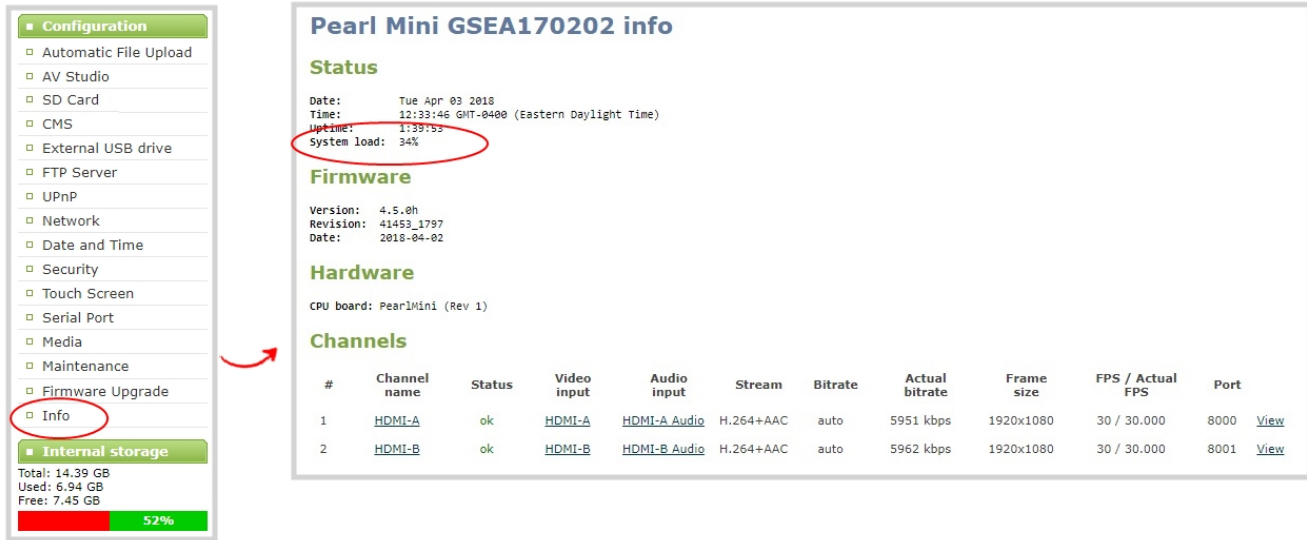 Configuration
Automatic File Upload
AV Studio
SD Card
CMS
External USB drive
FTP Server
UPnP
Network
Date and Time
Security
Touch Screen
Serial Port
Media
Maintenance
Firmware Upgrade
Info
Internal storage
Total: 14.39 GB
Used: 6.94 GB
Free: 7.45 GB
52%
Pearl Mini GSEA170202 info
Status
Date: Tue Apr 03 2018
Time: 12:33:46 GMT-0400 (Eastern Daylight Time)
Uptime: 1:39:53
System load: 34%
Firmware
Version: 4.5.0h
Revision: 41453_1797
Date: 2018-04-02
Hardware
CPU board: PearlMini (Rev 1)
Channels
# Channel name Status Video input Audio input Stream Bitrate Actual bitrate Frame size FPS / Actual FPS Port
1 HDMI-A ok HDMI-A HDMI-A Audio H.264+AAC auto 5951 kbps 1920x1080 30 / 30.000 8000 View
2 HDMI-B ok HDMI-B HDMI-B Audio H.264+AAC auto 5962 kbps 1920x1080 30 / 30.000 8001 View